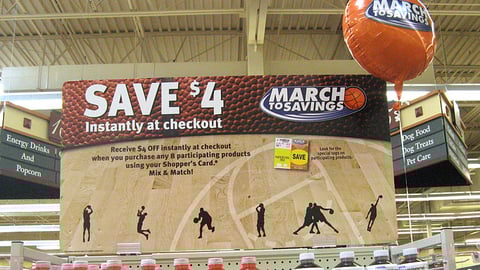 SAVE $4
Instantly at checkout
MARCH
TO SAVINGS
Receive $4 OFF instantly at checkout
when you purchase any 8 participating products
using your Shopper's Card.*
Mix & Match!
SAVE
Look for the
special tags on
participating products.
MARCH
TO SAVINGS
Energy Drinks
And
Popcorn
Dog Food
Dog Treats
Pet Care